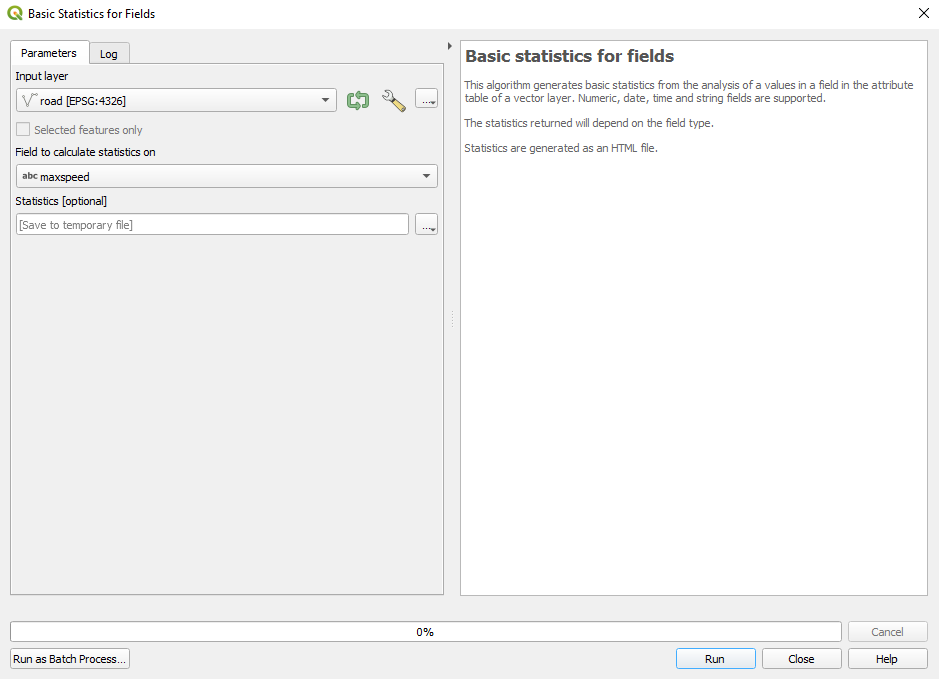 Basic Statistics for Fields
Parameters
Log
Input layer
road [EPSG:4326]
...
Selected features only
Field to calculate statistics on
abc maxspeed
Statistics [optional]
[Save to temporary file]
...
Basic statistics for fields
This algorithm generates basic statistics from the analysis of a values in a field in the attribute
table of a vector layer. Numeric, date, time and string fields are supported.
The statistics returned will depend on the field type.
Statistics are generated as an HTML file.
0%
Cancel
Run as Batch Process...
Run
Close
Help